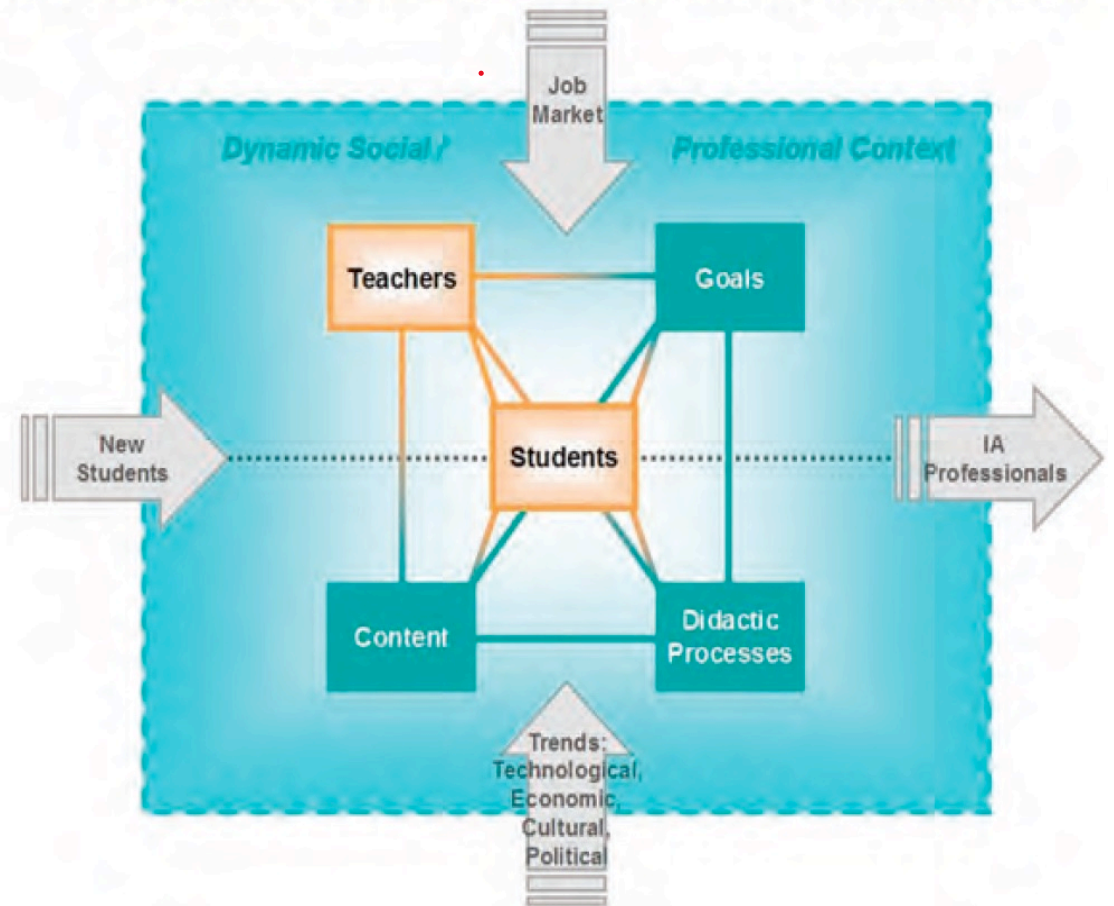 Job
Market
Dynamic Social / Professional Context
Teachers
Goals
New
Students
Students
IA
Professionals
Content
Didactic
Processes
Trends:
Technological,
Economic,
Cultural,
Political